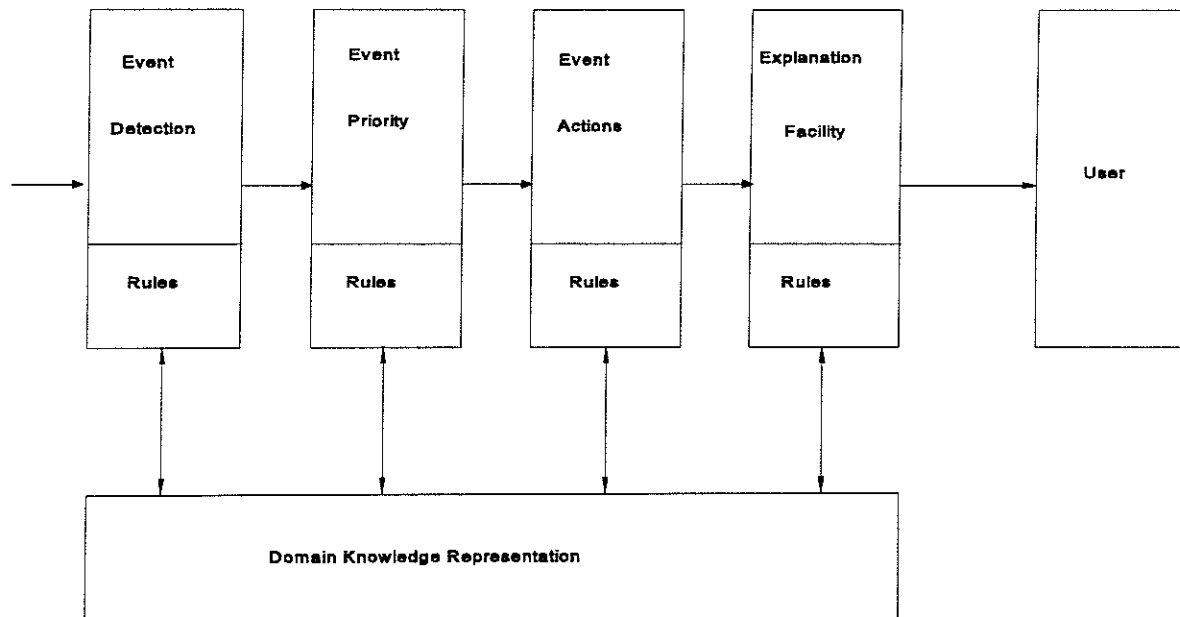 Event
Detection
Rules
Event
Priority
Rules
Event
Actions
Rules
Explanation
Facility
Rules
User
Domain Knowledge Representation